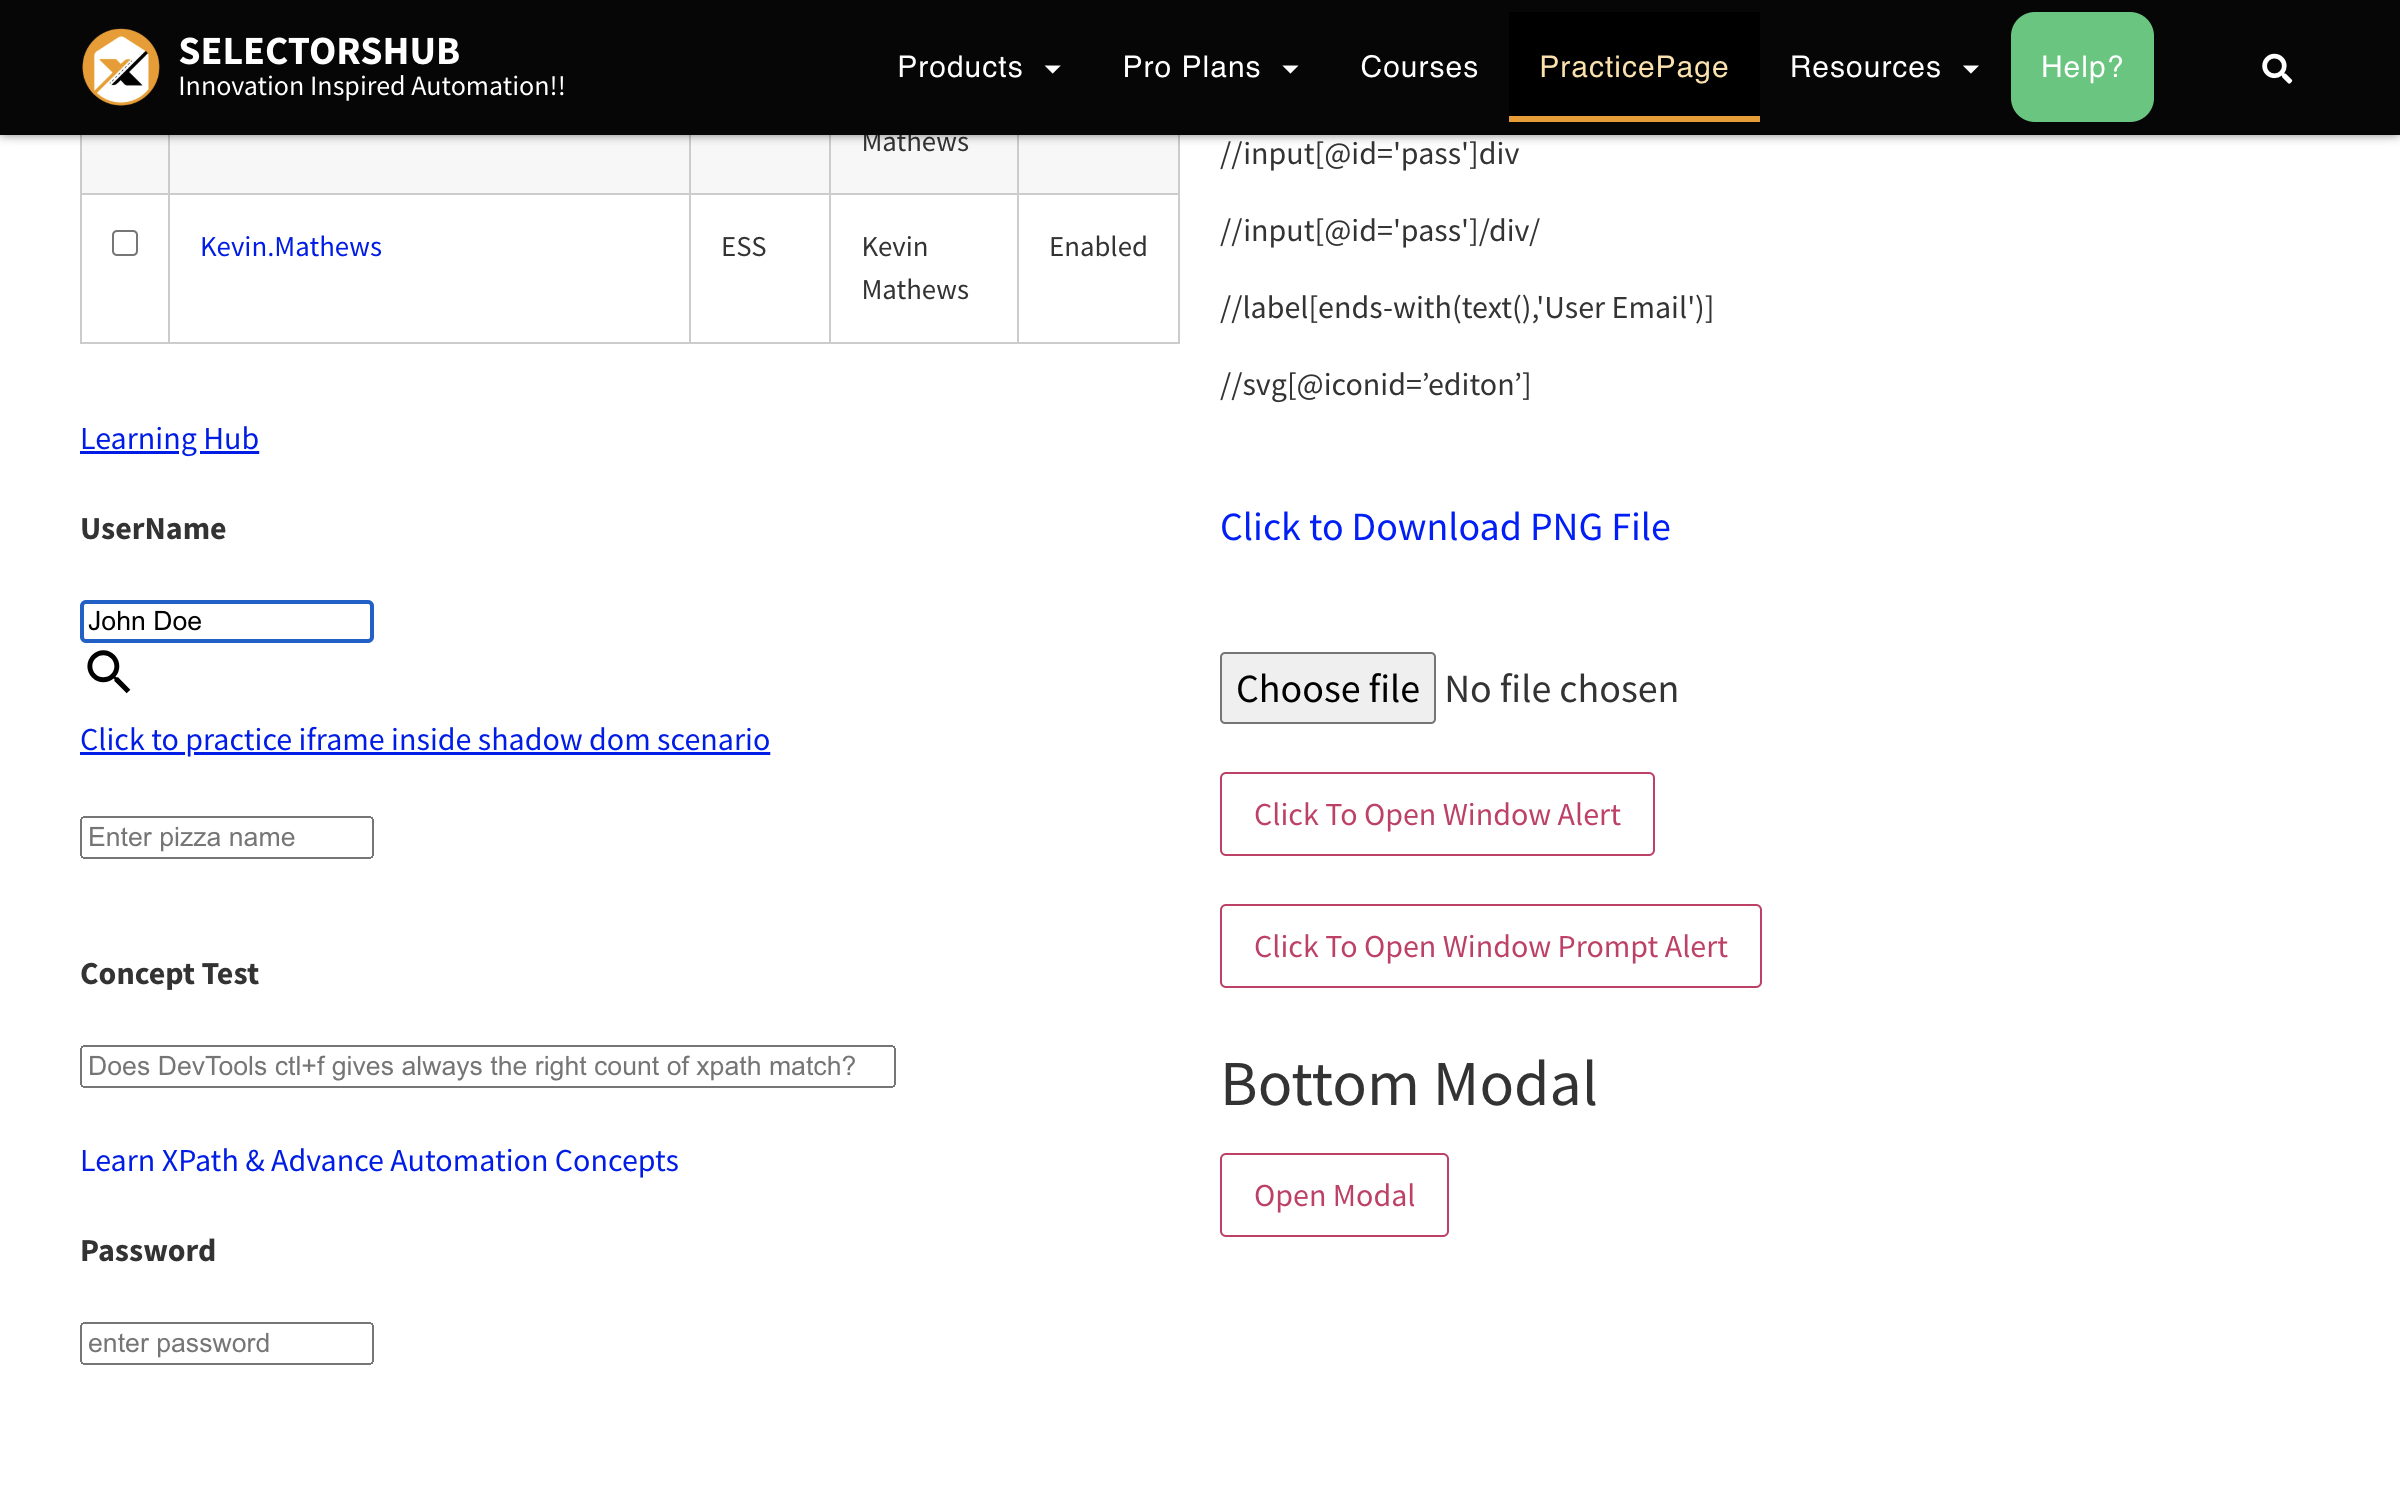 SELECTORSHUB
Innovation Inspired Automation!!
Products
Pro Plans
Courses
PracticePage
Resources
Help?
Mathews
Kevin.Mathews
ESS
Kevin
Mathews
Enabled
Learning Hub
UserName
John Doe
Click to practice iframe inside shadow dom scenario
Enter pizza name
Concept Test
Does DevTools ctl+f gives always the right count of xpath match?
Learn XPath & Advance Automation Concepts
Password
enter password
//input[@id='pass']div
//input[@id='pass']/div/
//label[ends-with(text(),'User Email')]
//svg[@iconid=’editon’]
Click to Download PNG File
Choose file No file chosen
Click To Open Window Alert
Click To Open Window Prompt Alert
Bottom Modal
Open Modal